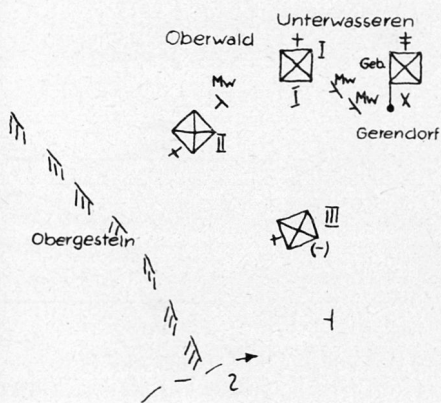 Unterwasseren
Oberwald
I
Geb.
Mw
I
Mw
Mw
X
II
Gerendorf
III
Obergestein
(-)
2